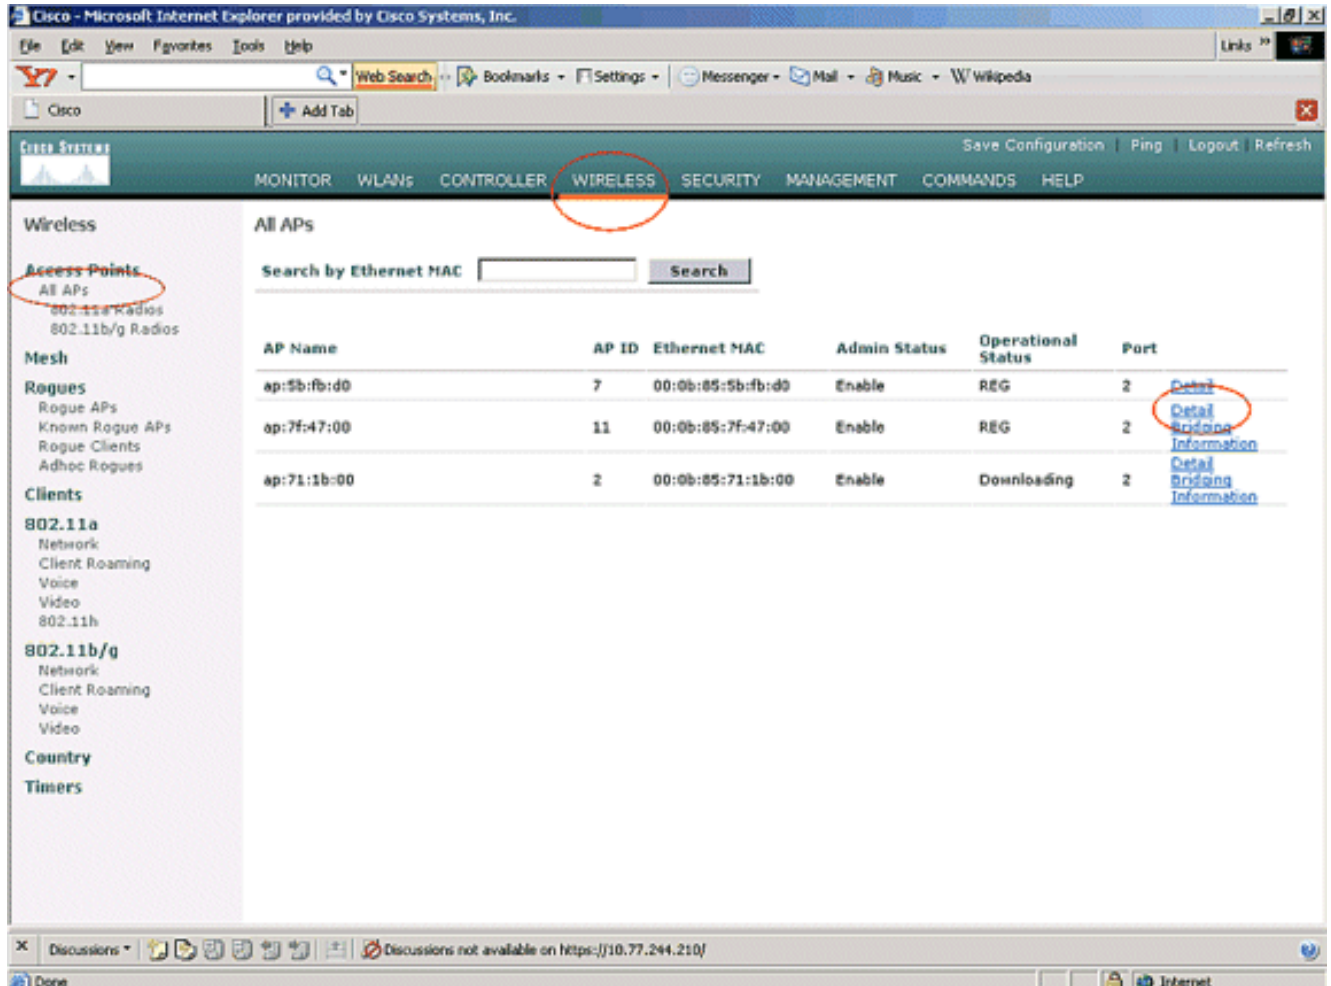 Cisco - Microsoft Internet Explorer provided by Cisco Systems, Inc.
File Edit View Favorites Tools Help Links »
Y7 Web Search Bookmarks Settings Messenger Mail Music W Wikipedia
Cisco Add Tab
CISCO SYSTEMS
Save Configuration | Ping | Logout | Refresh
MONITOR WLANs CONTROLLER WIRELESS SECURITY MANAGEMENT COMMANDS HELP
Wireless
Access Points
All APs
802.11a Radios
802.11b/g Radios
Mesh
Rogues
Rogue APs
Known Rogue APs
Rogue Clients
Adhoc Rogues
Clients
802.11a
Network
Client Roaming
Voice
Video
802.11h
802.11b/g
Network
Client Roaming
Voice
Video
Country
Timers
All APs
Search by Ethernet MAC Search
AP Name AP ID Ethernet MAC Admin Status Operational Status Port
ap:5b:fb:d0 7 00:0b:85:5b:fb:d0 Enable REG 2 Detail
ap:7f:47:00 11 00:0b:85:7f:47:00 Enable REG 2 Detail
Bridging
Information
ap:71:1b:00 2 00:0b:85:71:1b:00 Enable Downloading 2 Detail
Bridging
Information
Discussions Discussions not available on https://10.77.244.210/
Done Internet